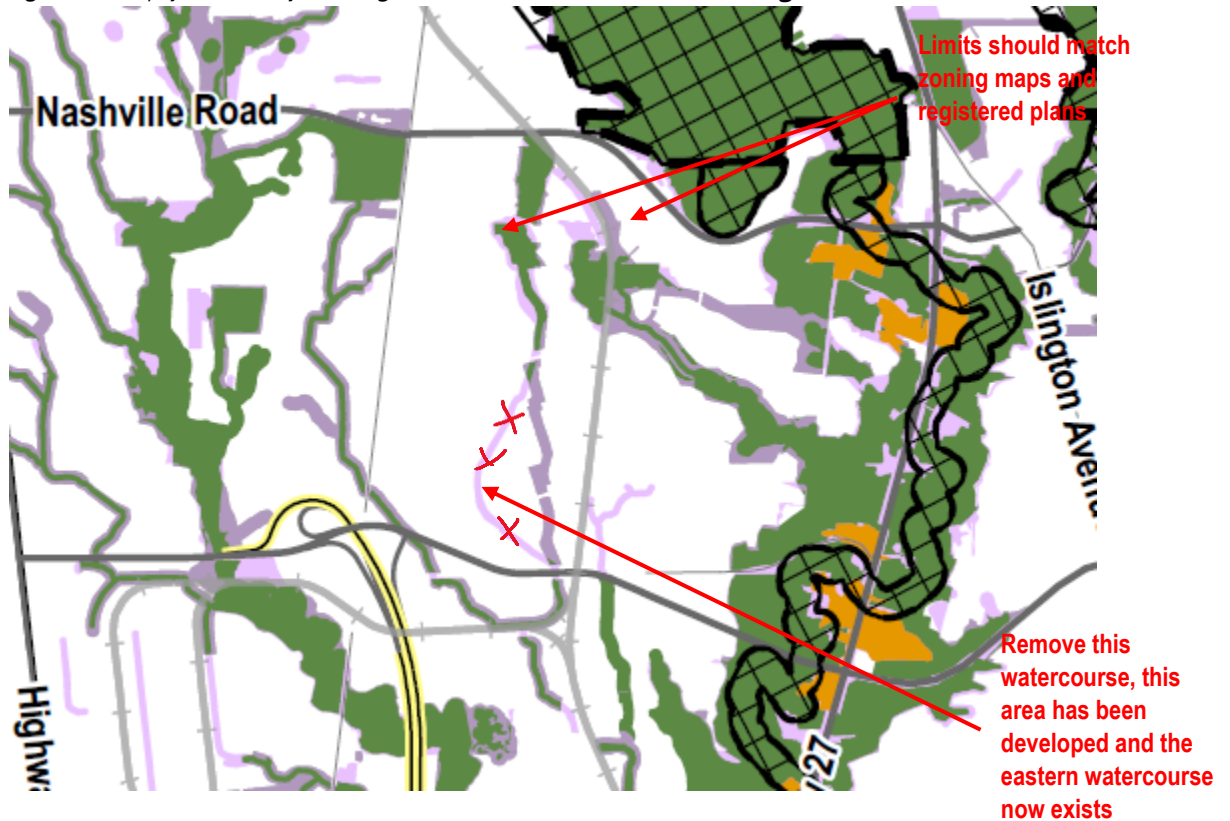 Limits should match
zoning maps and
registered plans
Nashville Road
Islington Avenu
Highwa
27
Remove this
watercourse, this
area has been
developed and the
eastern watercourse
now exists